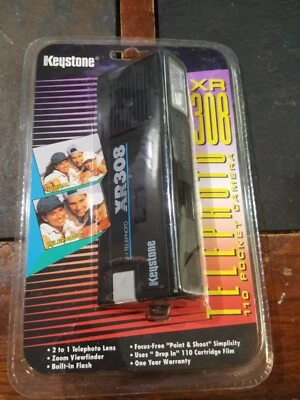 Keystone®
XR
308
TELEPHOTO
110 POCKET CAMERA
XR308
TELEPHOTO
Keystone
• 2 to 1 Telephoto Lens
• Zoom Viewfinder
• Built-in Flash
• Focus-Free "Point & Shoot" Simplicity
• Uses "Drop In" 110 Cartridge Film
• One Year Warranty